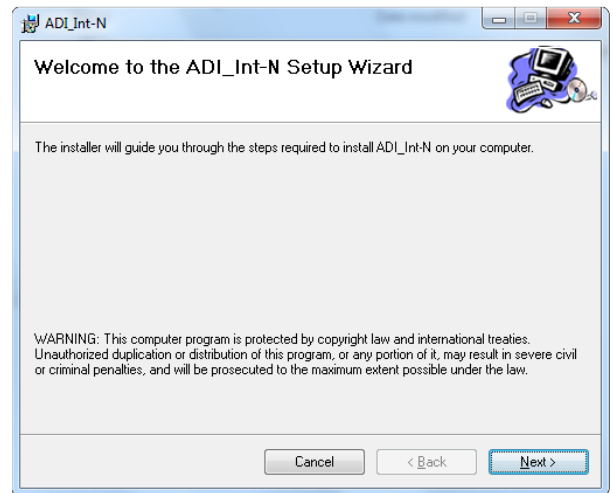 ADI_Int-N
Welcome to the ADI_Int-N Setup Wizard
The installer will guide you through the steps required to install ADI_Int-N on your computer.
WARNING: This computer program is protected by copyright law and international treaties.
Unauthorized duplication or distribution of this program, or any portion of it, may result in severe civil
or criminal penalties, and will be prosecuted to the maximum extent possible under the law.
Cancel
< Back
Next >